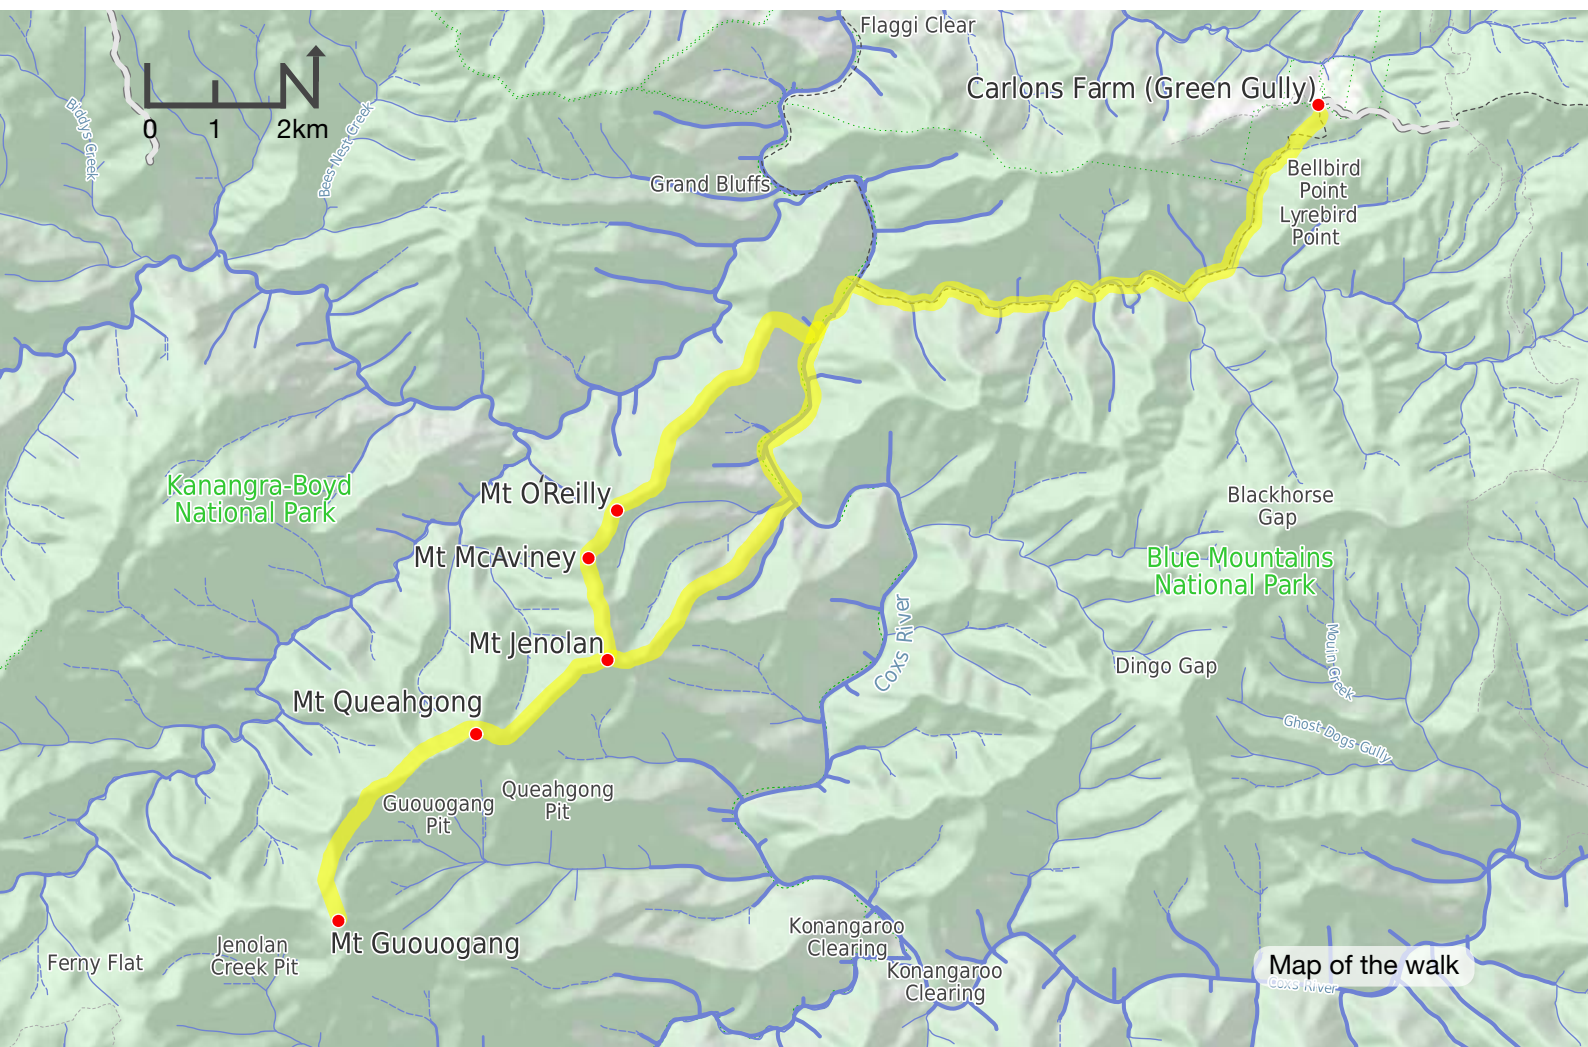 Flaggi Clear
Carlons Farm (Green Gully)
N
0 1 2km
Biddys Creek
Bees Nest Creek
Grand Bluffs
Bellbird
Point
Lyrebird
Point
Kanangra-Boyd
National Park
Mt O'Reilly
Blackhorse
Gap
Mt McAviney
Blue Mountains
National Park
Coxs River
Mt Jenolan
Mouin Creek
Dingo Gap
Mt Queahgong
Ghost Dogs Gully
Guouogang
Pit
Queahgong
Pit
Mt Guouogang
Jenolan
Creek Pit
Ferny Flat
Konangaroo
Clearing
Konangaroo
Clearing
Map of the walk
Coxs River